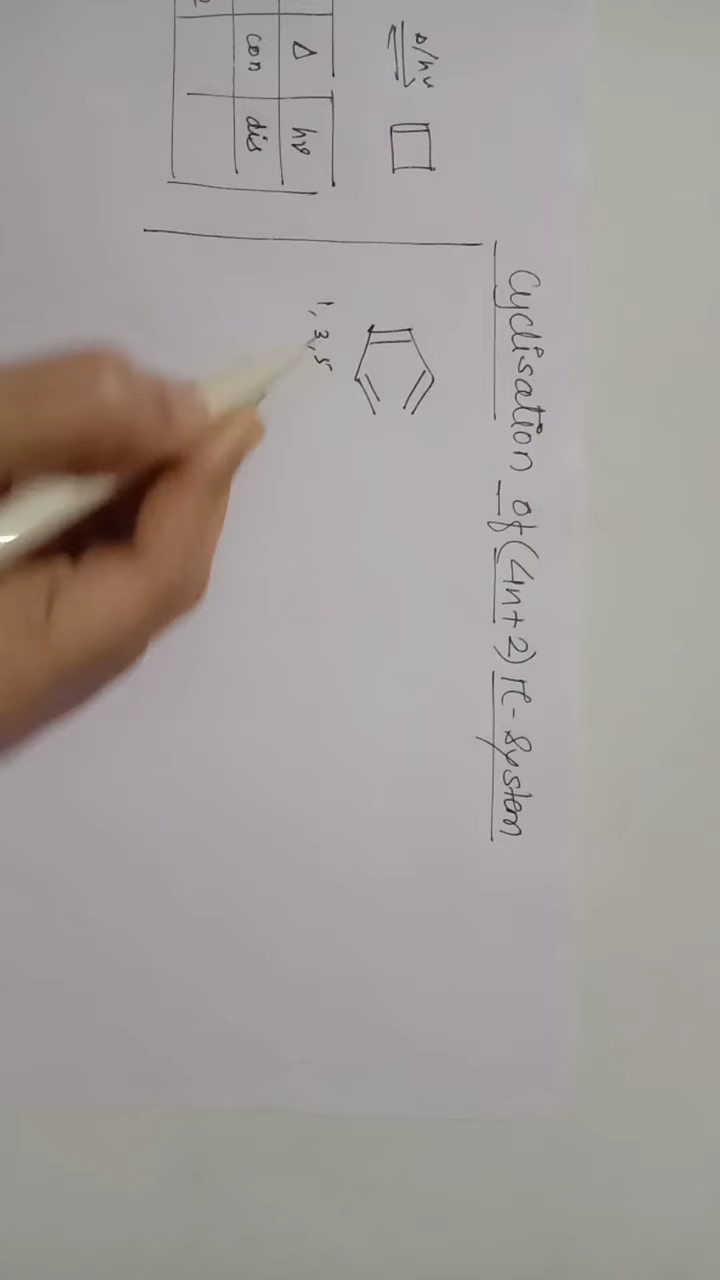 Cyclisation of (4n+2) π-System
Δ/hν
Δ hν
con dis
1, 3, 5